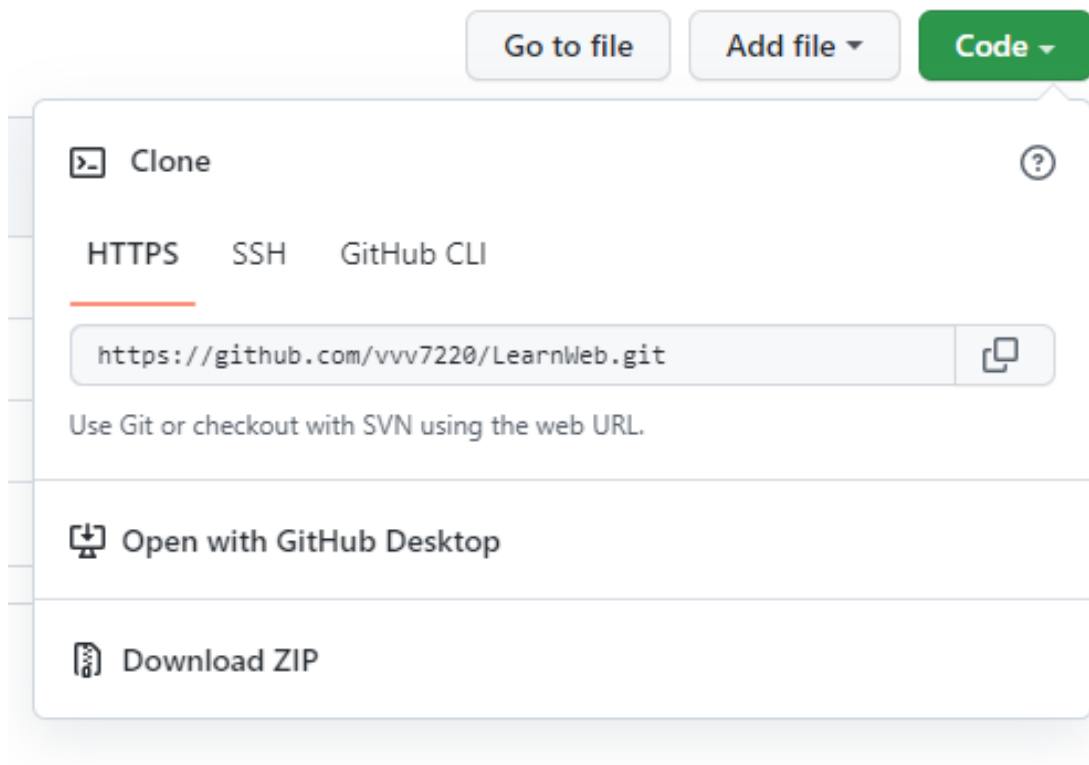 Go to file Add file Code
Clone
HTTPS SSH GitHub CLI
https://github.com/vvv7220/LearnWeb.git
Use Git or checkout with SVN using the web URL.
Open with GitHub Desktop
Download ZIP